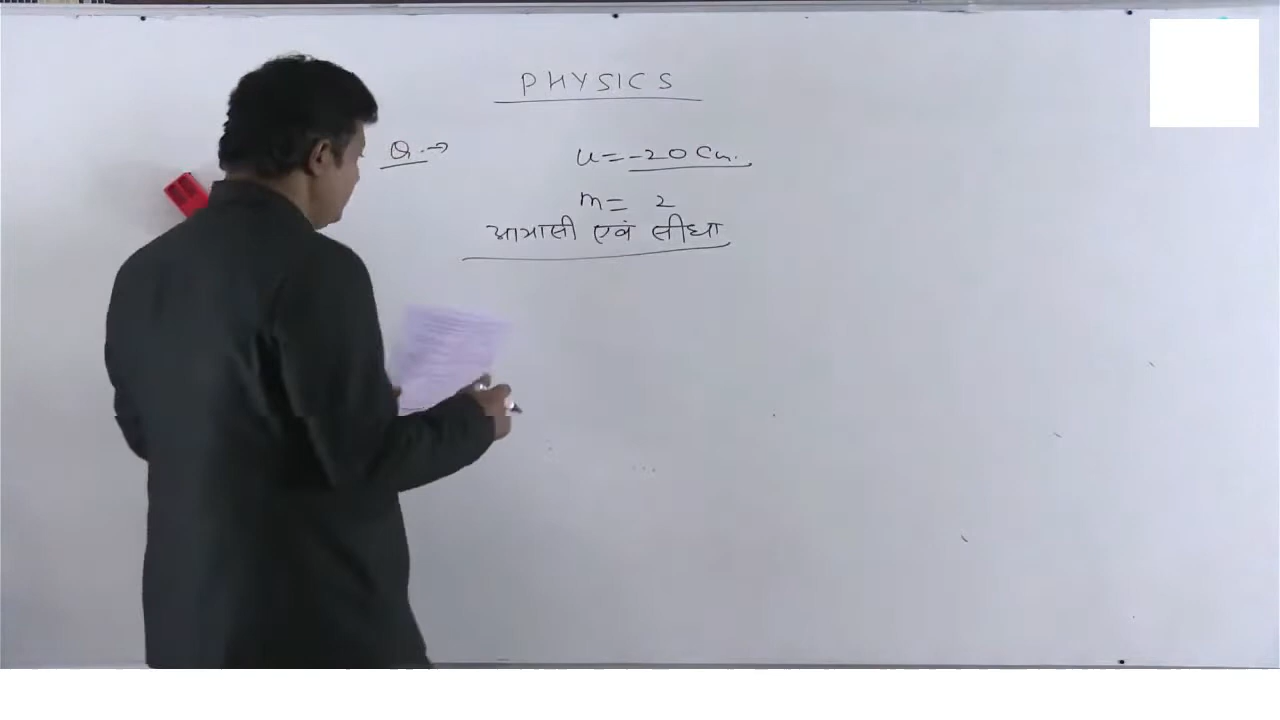 PHYSICS
Q.→ u = -20 cm.
m = 2
आभासी एवं सीधा